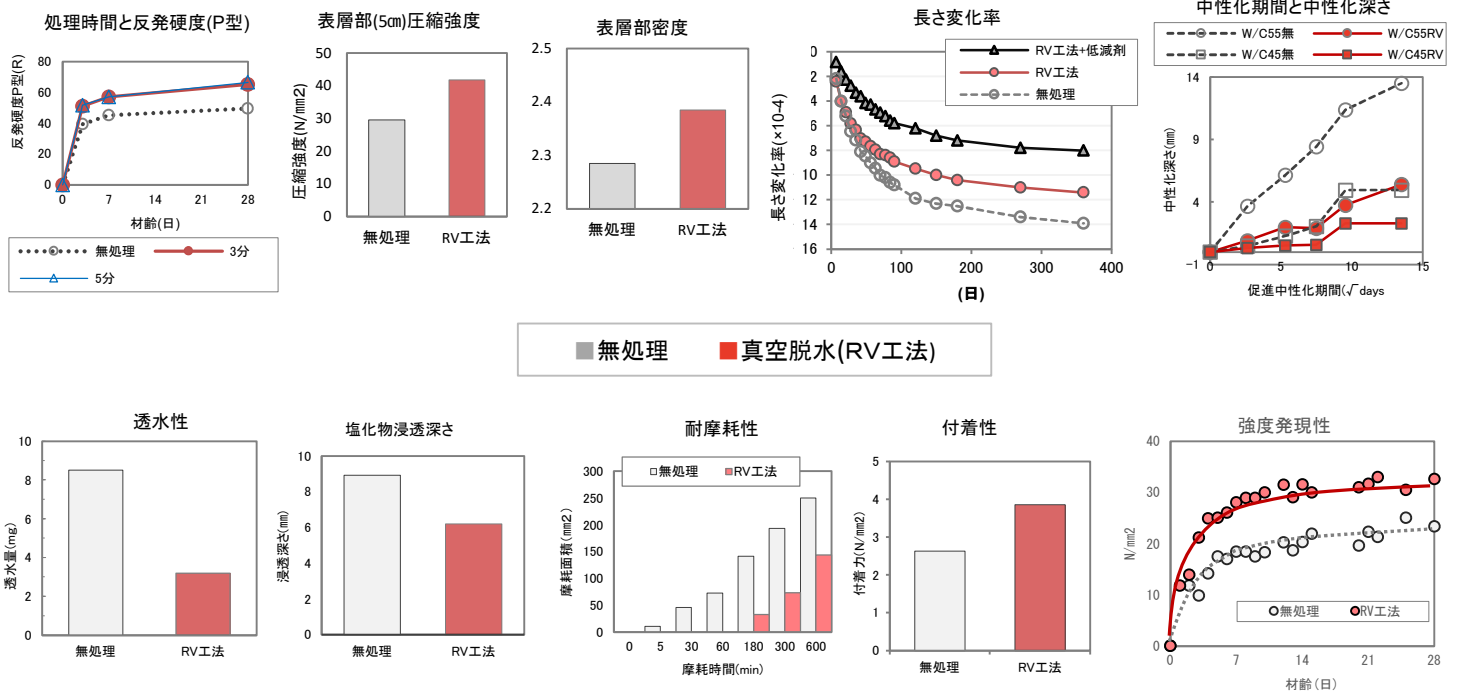 処理時間と反発硬度(P型)
反発硬度P型(R)
80
60
40
20
0
0 7 14 21 28
材齢(日)
無処理 3分
5分
表層部(5㎝)圧縮強度
圧縮強度(N/mm2)
50
40
30
20
10
0
無処理 RV工法
表層部密度
2.5
2.4
2.3
2.2
無処理 RV工法
長さ変化率
長さ変化率(×10-4)
0
2
4
6
8
10
12
14
16
RV工法+低減剤
RV工法
無処理
0 100 200 300 400
(日)
中性化期間と中性化深さ
W/C55無 W/C55RV
W/C45無 W/C45RV
中性化深さ(mm)
14
9
4
-1
0 5 10 15
促進中性化期間(√days
無処理 真空脱水(RV工法)
透水性
透水量(mg)
10
8
6
4
2
0
無処理 RV工法
塩化物浸透深さ
浸透深さ(mm)
10
8
6
4
2
0
無処理 RV工法
耐摩耗性
摩耗面積(mm2)
無処理 RV工法
300
250
200
150
100
50
0
0 5 30 60 180 300 600
摩耗時間(min)
付着性
付着力(N/mm2)
5
4
3
2
1
0
無処理 RV工法
強度発現性
N/mm2
40
30
20
10
0
無処理 RV工法
0 7 14 21 28
材齢(日)